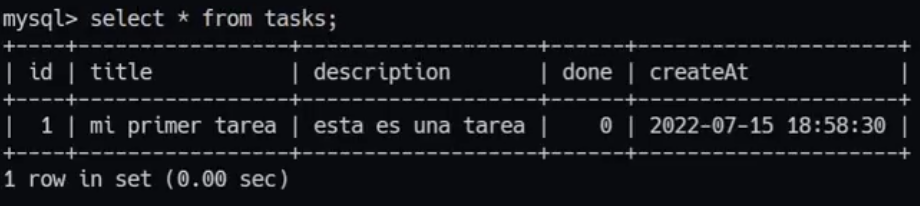 mysql> select * from tasks;
+----+----------------+------------------+------+---------------------+
| id | title          | description      | done | createAt            |
+----+----------------+------------------+------+---------------------+
|  1 | mi primer tarea | esta es una tarea |    0 | 2022-07-15 18:58:30 |
+----+----------------+------------------+------+---------------------+
1 row in set (0.00 sec)